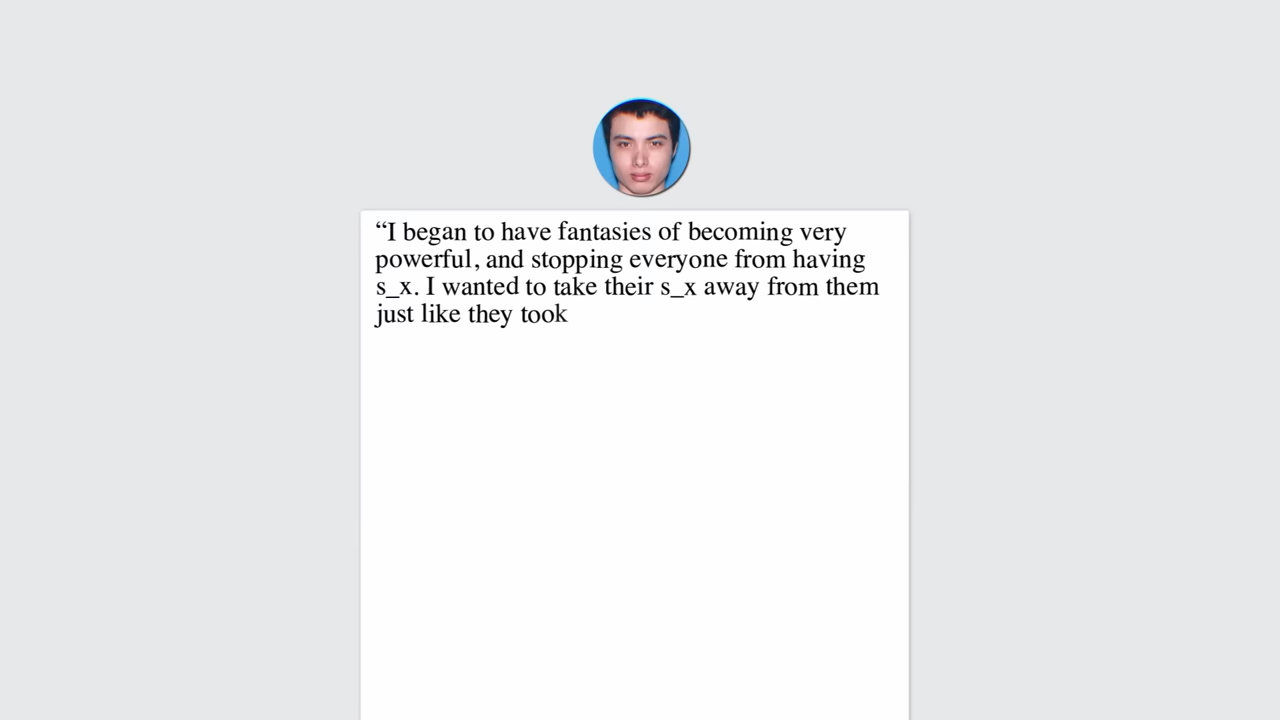 “I began to have fantasies of becoming very
powerful, and stopping everyone from having
s_x. I wanted to take their s_x away from them
just like they took